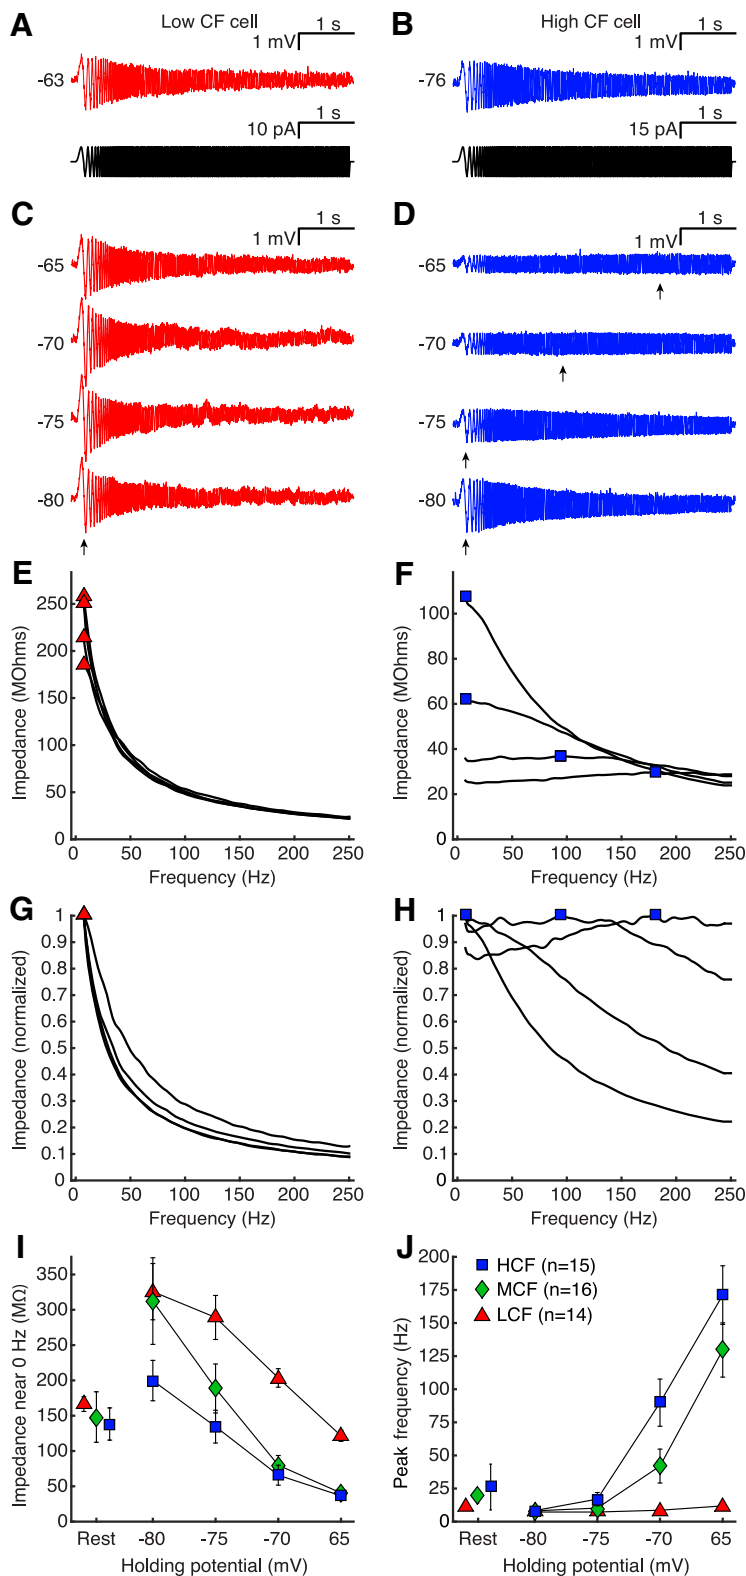 A
Low CF cell
1 s
1 mV
-63
10 pA
1 s
B
High CF cell
1 s
1 mV
-76
15 pA
1 s
C
1 s
1 mV
-65
-70
-75
-80
D
1 s
1 mV
-65
-70
-75
-80
E
Impedance (MOhms)
250
200
150
100
50
0
0 50 100 150 200 250
Frequency (Hz)
F
Impedance (MOhms)
100
80
60
40
20
0
0 50 100 150 200 250
Frequency (Hz)
G
Impedance (normalized)
1
0.9
0.8
0.7
0.6
0.5
0.4
0.3
0.2
0.1
0
0 50 100 150 200 250
Frequency (Hz)
H
Impedance (normalized)
1
0.9
0.8
0.7
0.6
0.5
0.4
0.3
0.2
0.1
0
0 50 100 150 200 250
Frequency (Hz)
I
Impedance near 0 Hz (MΩ)
350
300
250
200
150
100
50
0
Rest -80 -75 -70 65
Holding potential (mV)
J
Peak frequency (Hz)
200
175
150
125
100
75
50
25
0
HCF (n=15)
MCF (n=16)
LCF (n=14)
Rest -80 -75 -70 65
Holding potential (mV)